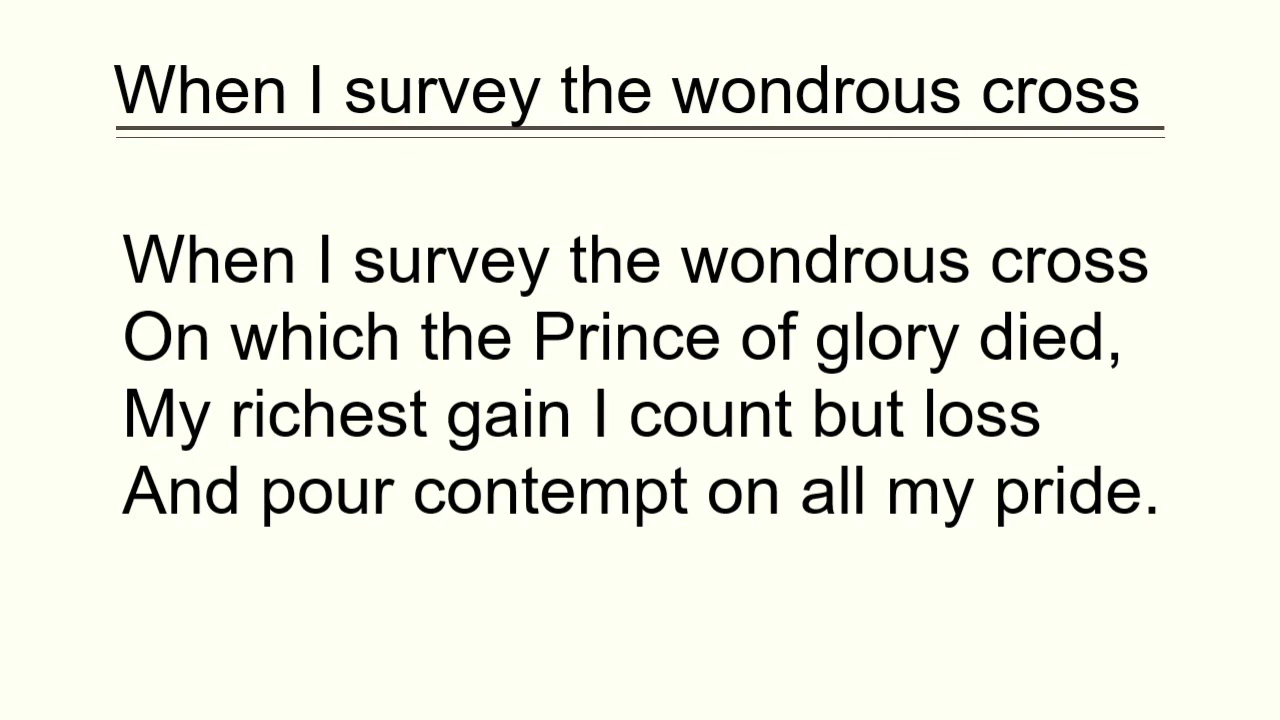 When I survey the wondrous cross
When I survey the wondrous cross
On which the Prince of glory died,
My richest gain I count but loss
And pour contempt on all my pride.